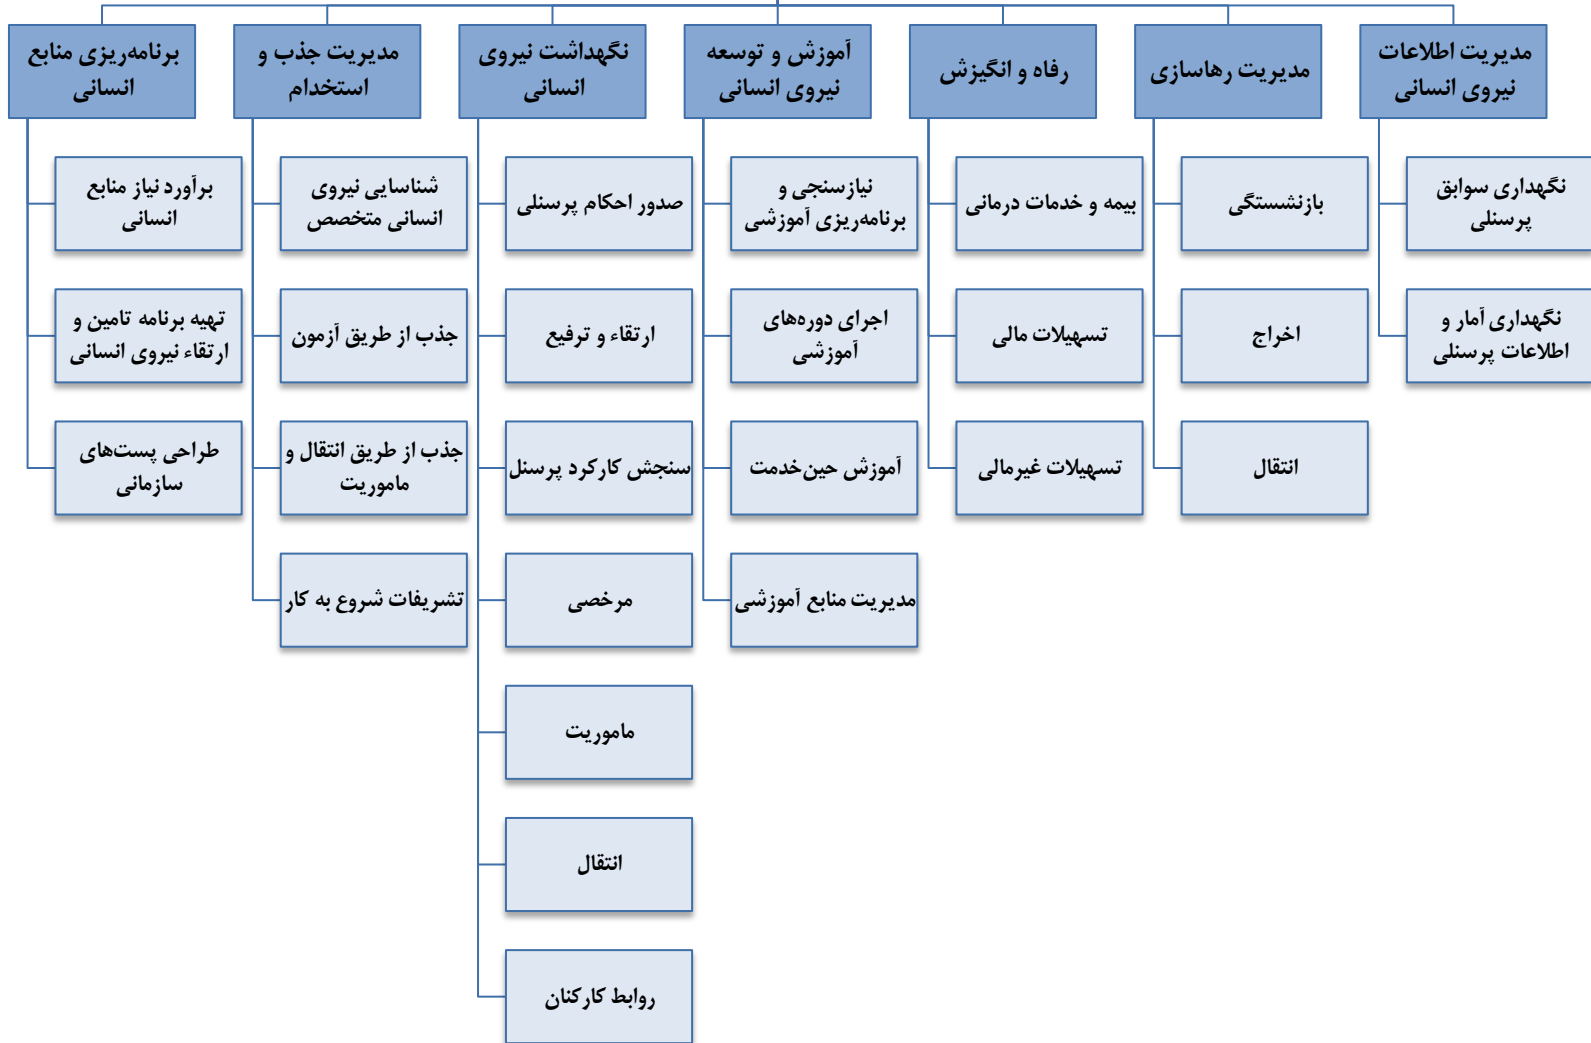 برنامه‌ریزی منابع
انسانی
برآورد نیاز منابع
انسانی
تهیه برنامه تامین و
ارتقاء نیروی انسانی
طراحی پست‌های
سازمانی
مدیریت جذب و
استخدام
شناسایی نیروی
انسانی متخصص
جذب از طریق آزمون
جذب از طریق انتقال و
ماموریت
تشریفات شروع به کار
نگهداشت نیروی
انسانی
صدور احکام پرسنلی
ارتقاء و ترفیع
سنجش کارکرد پرسنل
مرخصی
ماموریت
انتقال
روابط کارکنان
آموزش و توسعه
نیروی انسانی
نیازسنجی و
برنامه‌ریزی آموزشی
اجرای دوره‌های
آموزشی
آموزش حین‌خدمت
مدیریت منابع آموزشی
رفاه و انگیزش
بیمه و خدمات درمانی
تسهیلات مالی
تسهیلات غیرمالی
مدیریت رهاسازی
بازنشستگی
اخراج
انتقال
مدیریت اطلاعات
نیروی انسانی
نگهداری سوابق
پرسنلی
نگهداری آمار و
اطلاعات پرسنلی